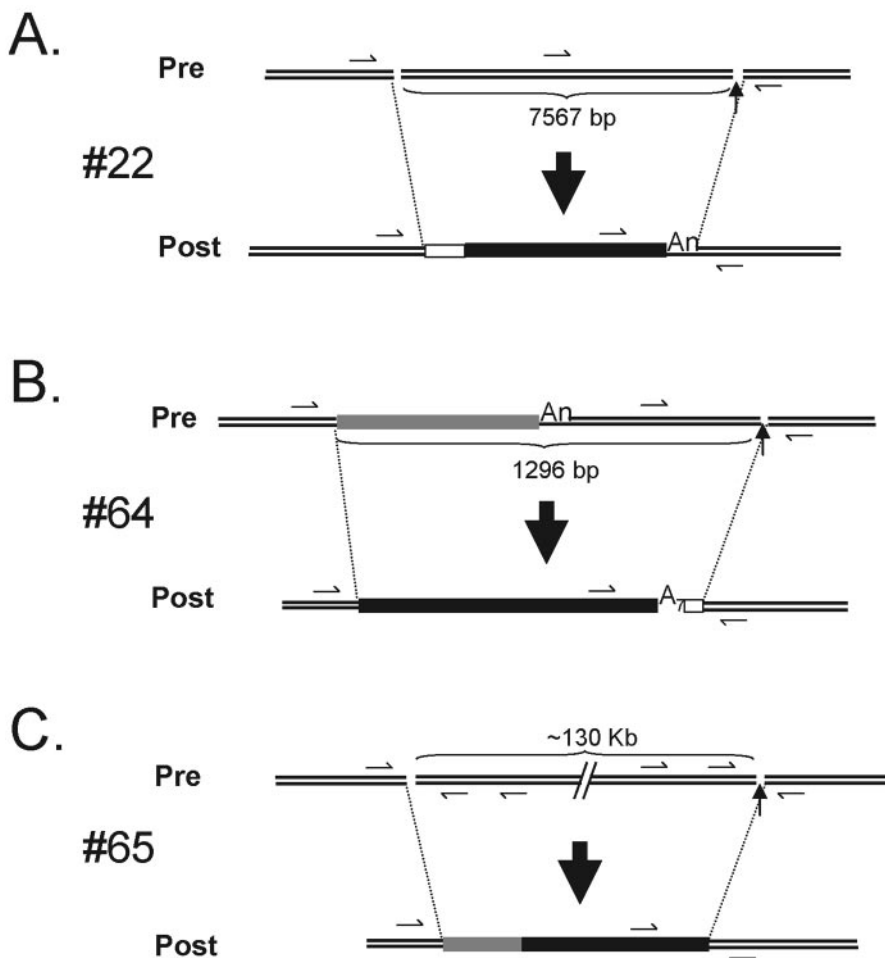 A.
Pre
7567 bp
#22
Post
An
B.
Pre
An
1296 bp
#64
Post
A7
C.
~130 Kb
Pre
#65
Post